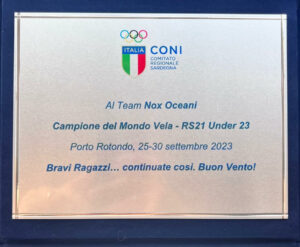 ITALIA
CONI
COMITATO
REGIONALE
SARDEGNA
Al Team Nox Oceani
Campione del Mondo Vela - RS21 Under 23
Porto Rotondo, 25-30 settembre 2023
Bravi Ragazzi… continuate cosi. Buon Vento!